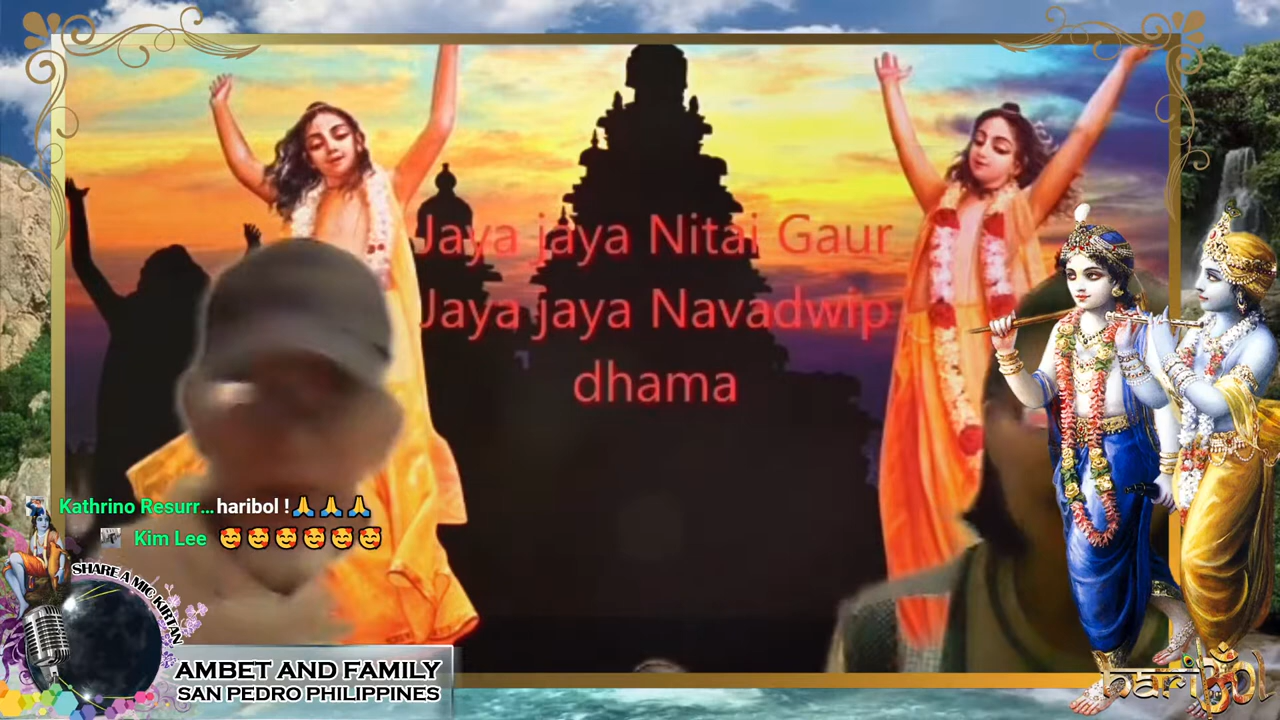 Jaya jaya Nitai Gaur
Jaya jaya Navadwip
dhama
Kathrino Resurr... haribol ! 🙏 🙏 🙏
Kim Lee 🥰 🥰 🥰 🥰 🥰 🥰
SHARE A MIC KIRTAN
AMBET AND FAMILY
SAN PEDRO PHILIPPINES
haribol